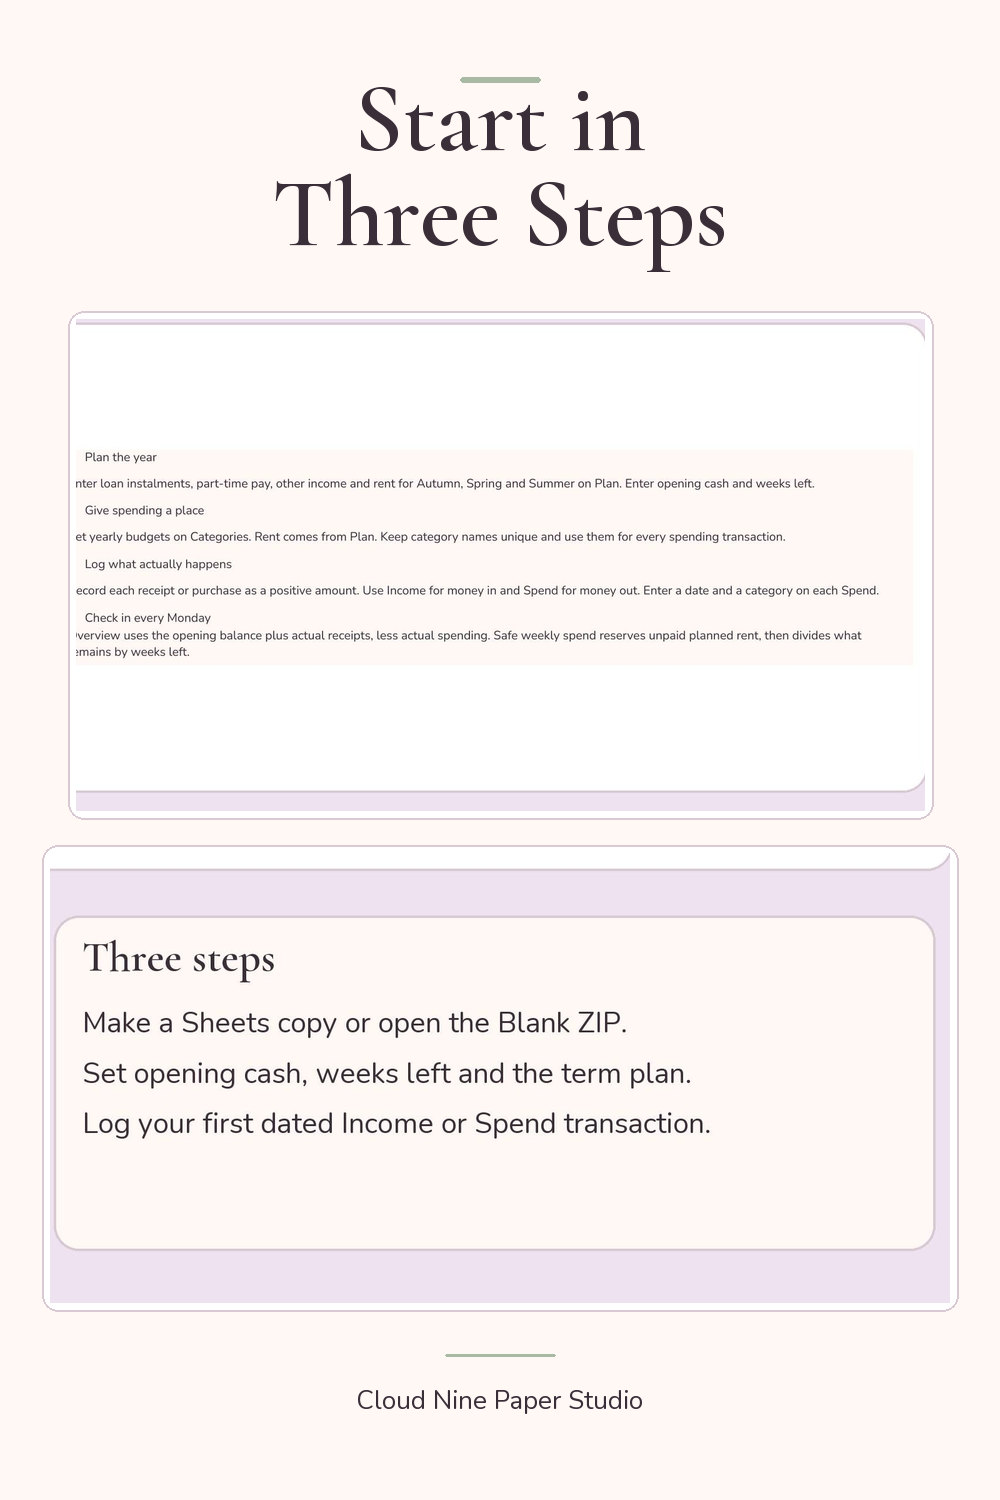 Start in
Three Steps
Plan the year
nter loan instalments, part-time pay, other income and rent for Autumn, Spring and Summer on Plan. Enter opening cash and weeks left.
Give spending a place
et yearly budgets on Categories. Rent comes from Plan. Keep category names unique and use them for every spending transaction.
Log what actually happens
ecord each receipt or purchase as a positive amount. Use Income for money in and Spend for money out. Enter a date and a category on each Spend.
Check in every Monday
verview uses the opening balance plus actual receipts, less actual spending. Safe weekly spend reserves unpaid planned rent, then divides what
emains by weeks left.
Three steps
Make a Sheets copy or open the Blank ZIP.
Set opening cash, weeks left and the term plan.
Log your first dated Income or Spend transaction.
Cloud Nine Paper Studio